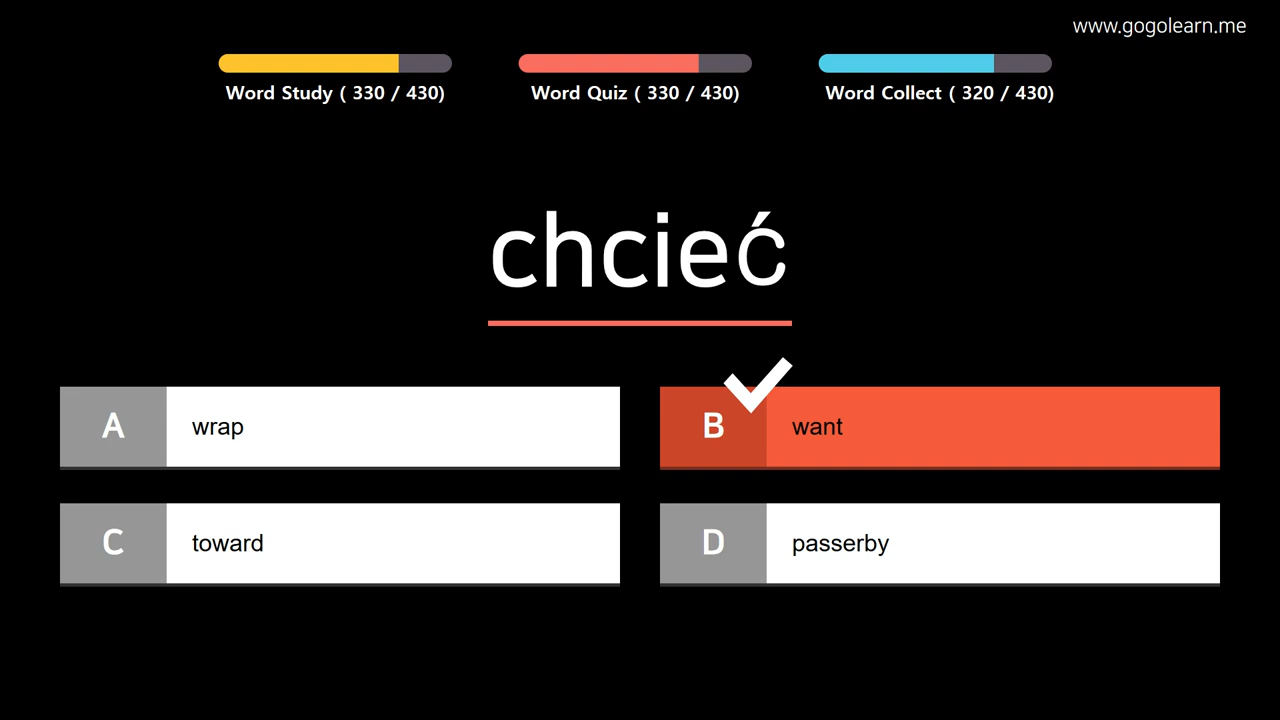 www.gogolearn.me
Word Study ( 330 / 430)
Word Quiz ( 330 / 430)
Word Collect ( 320 / 430)
chcieć
A wrap
B want
C toward
D passerby